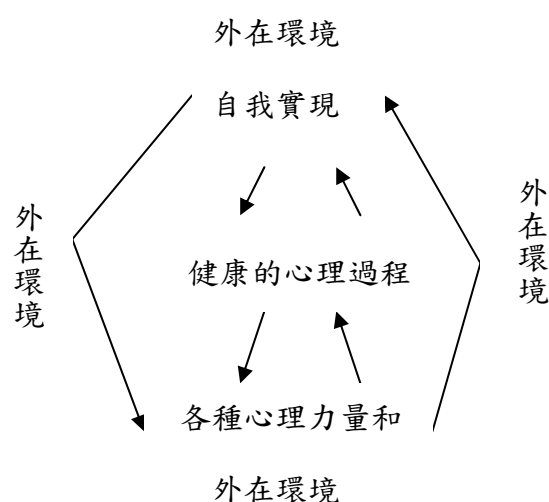 外在環境
自我實現
外在環境
外在環境
健康的心理過程
各種心理力量和
外在環境